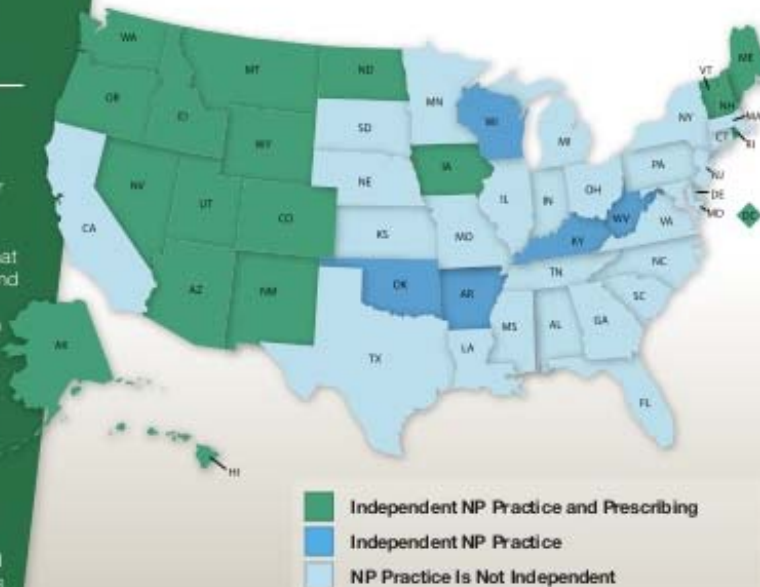 WA
MT
ND
OR
ID
WY
SD
MN
WI
MI
VT
ME
NH
MA
NY
CT
RI
NV
UT
CO
NE
IA
IL
IN
OH
PA
NJ
DE
MD
DC
CA
KS
MO
KY
WV
VA
at
nd
AZ
NM
OK
AR
TN
NC
SC
TX
LA
MS
AL
GA
FL
AK
HI
Independent NP Practice and Prescribing
Independent NP Practice
NP Practice Is Not Independent